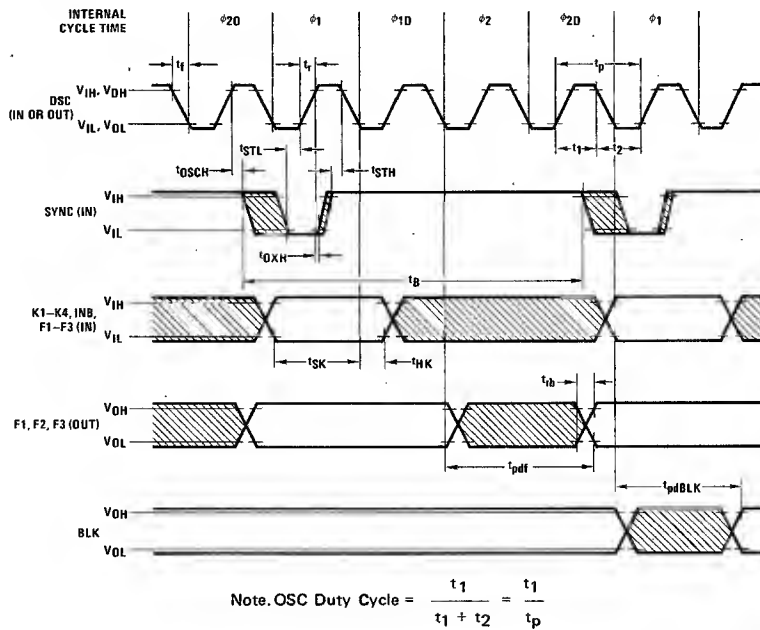 INTERNAL
CYCLE TIME
ϕ2D ϕ1 ϕ1D ϕ2 ϕ2D ϕ1
tf tr tp
VIH, VDH
OSC
(IN OR OUT)
VIL, VOL
t1 t2
tSTL
tOSCH tSTH
VIH
SYNC (IN)
VIL
tOXH
tB
K1–K4, INB,
F1–F3 (IN)
VIH
VIL
tSK tHK
trb
VOH
F1, F2, F3 (OUT)
VOL
tpdf
tpdBLK
VOH
BLK
VOL
Note. OSC Duty Cycle = t1 / (t1 + t2) = t1 / tp